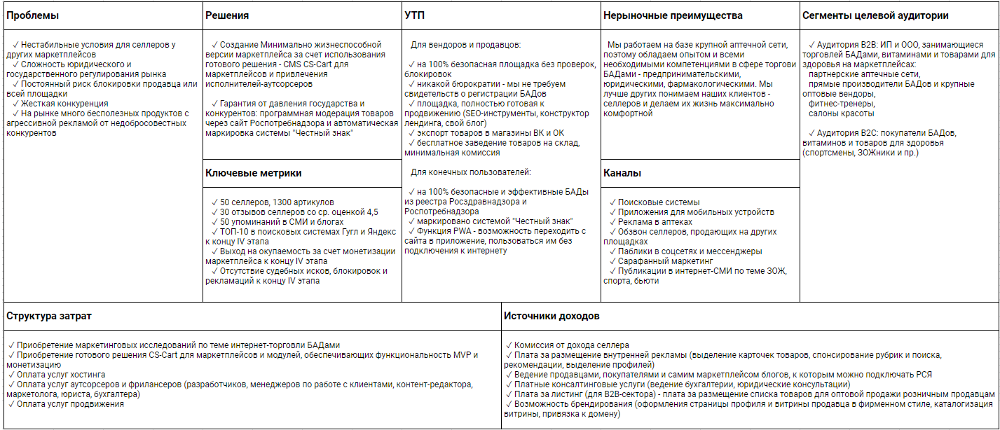 Проблемы
✓ Нестабильные условия для селлеров у
других маркетплейсов
✓ Сложность юридического и
государственного регулирования рынка
✓ Постоянный риск блокировки продавца или
всей площадки
✓ Жесткая конкуренция
✓ На рынке много бесполезных продуктов с
агрессивной рекламой от недобросовестных
конкурентов
Решения
✓ Создание Минимально жизнеспособной
версии маркетплейса за счет использования
готового решения - CMS CS-Cart для
маркетплейсов и привлечения
исполнителей-аутсорсеров
✓ Гарантия от давления государства и
конкурентов: программная модерация товаров
через сайт Роспотребнадзора и автоматическая
маркировка системы "Честный знак"
Ключевые метрики
✓ 50 селлеров, 1300 артикулов
✓ 30 отзывов селлеров со ср. оценкой 4,5
✓ 50 упоминаний в СМИ и блогах
✓ ТОП-10 в поисковых системах Гугл и Яндекс
к концу IV этапа
✓ Выход на окупаемость за счет монетизации
маркетплейса к концу IV этапа
✓ Отсутствие судебных исков, блокировок и
рекламаций к концу IV этапа
УТП
Для вендоров и продавцов:
✓ на 100% безопасная площадка без проверок,
блокировок
✓ никакой бюрократии - мы не требуем
свидетельств о регистрации БАДов
✓ площадка, полностью готовая к
продвижению (SEO-инструменты, конструктор
лендинга, свой блог)
✓ экспорт товаров в магазины ВК и ОК
✓ бесплатное заведение товаров на склад,
минимальная комиссия
Для конечных пользователей:
✓ на 100% безопасные и эффективные БАДы
из реестра Росздравнадзора и
Роспотребнадзора
✓ маркировано системой "Честный знак"
✓ Функция PWA - возможность переходить с
сайта в приложение, пользоваться им без
подключения к интернету
Нерыночные преимущества
Мы работаем на базе крупной аптечной сети,
поэтому обладаем опытом и всеми
необходимыми компетенциями в сфере торговли
БАДами - предпринимательскими,
юридическими, фармакологическими. Мы
лучше других понимаем наших клиентов -
селлеров и делаем их жизнь максимально
комфортной
Каналы
✓ Поисковые системы
✓ Приложения для мобильных устройств
✓ Реклама в аптеках
✓ Обзвон селлеров, продающих на других
площадках
✓ Паблики в соцсетях и мессенджеры
✓ Сарафанный маркетинг
✓ Публикации в интернет-СМИ по теме ЗОЖ,
спорта, бьюти
Сегменты целевой аудитории
✓ Аудитория B2B: ИП и ООО, занимающиеся
торговлей БАДами, витаминами и товарами для
здоровья на маркетплейсах:
партнерские аптечные сети,
прямые производители БАДов и крупные
оптовые вендоры,
фитнес-тренеры,
салоны красоты
✓ Аудитория B2C: покупатели БАДов,
витаминов и товаров для здоровья
(спортсмены, ЗОЖники и пр.)
Структура затрат
✓ Приобретение маркетинговых исследований по теме интернет-торговли БАДами
✓ Приобретение готового решения CS-Cart для маркетплейсов и модулей, обеспечивающих функциональность MVP и
монетизацию
✓ Оплата услуг хостинга
✓ Оплата услуг аутсорсеров и фрилансеров (разработчиков, менеджеров по работе с клиентами, контент-редактора,
маркетолога, юриста, бухгалтера)
✓ Оплата услуг продвижения
Источники доходов
✓ Комиссия от дохода селлера
✓ Плата за размещение внутренней рекламы (выделение карточек товаров, спонсирование рубрик и поиска,
рекомендации, выделение профилей)
✓ Ведение продавцами, покупателями и самим маркетплейсом блогов, к которым можно подключать РСЯ
✓ Платные консалтинговые услуги (ведение бухгалтерии, юридические консультации)
✓ Плата за листинг (для B2B-сектора) - плата за размещение списка товаров для оптовой продажи розничным продавцам
✓ Возможность брендирования (оформления страницы профиля и витрины продавца в фирменном стиле, каталогизация
витрины, привязка к домену)